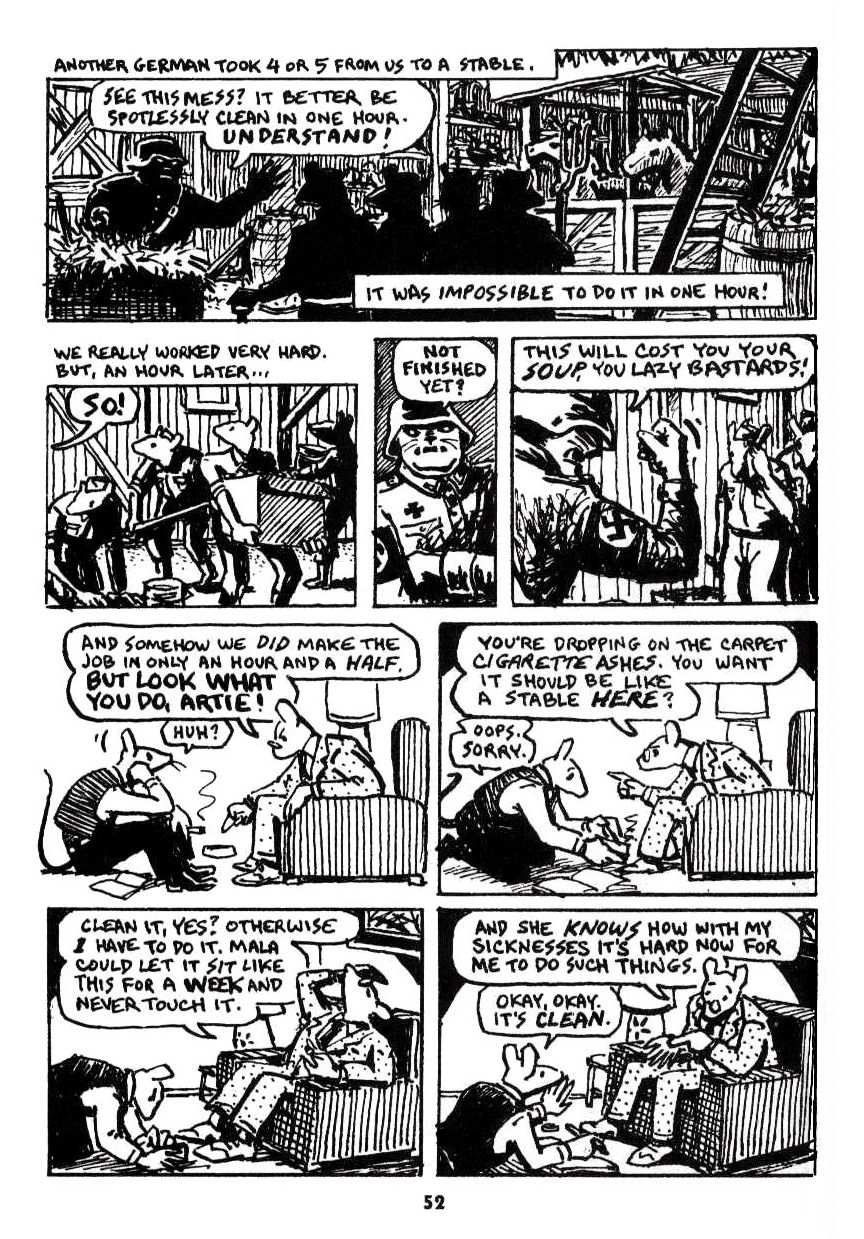 ANOTHER GERMAN TOOK 4 OR 5 FROM US TO A STABLE.
SEE THIS MESS? IT BETTER BE
SPOTLESSLY CLEAN IN ONE HOUR.
UNDERSTAND!
IT WAS IMPOSSIBLE TO DO IT IN ONE HOUR!
WE REALLY WORKED VERY HARD.
BUT, AN HOUR LATER...
SO!
NOT
FINISHED
YET?
THIS WILL COST YOU YOUR
SOUP, YOU LAZY BASTARDS!
AND SOMEHOW WE DID MAKE THE
JOB IN ONLY AN HOUR AND A HALF.
BUT LOOK WHAT
YOU DO, ARTIE!
HUH?
YOU'RE DROPPING ON THE CARPET
CIGARETTE ASHES. YOU WANT
IT SHOULD BE LIKE
A STABLE HERE?
OOPS.
SORRY.
CLEAN IT, YES? OTHERWISE
I HAVE TO DO IT. MALA
COULD LET IT SIT LIKE
THIS FOR A WEEK AND
NEVER TOUCH IT.
AND SHE KNOWS HOW WITH MY
SICKNESSES IT'S HARD NOW FOR
ME TO DO SUCH THINGS.
OKAY, OKAY.
IT'S CLEAN.
52